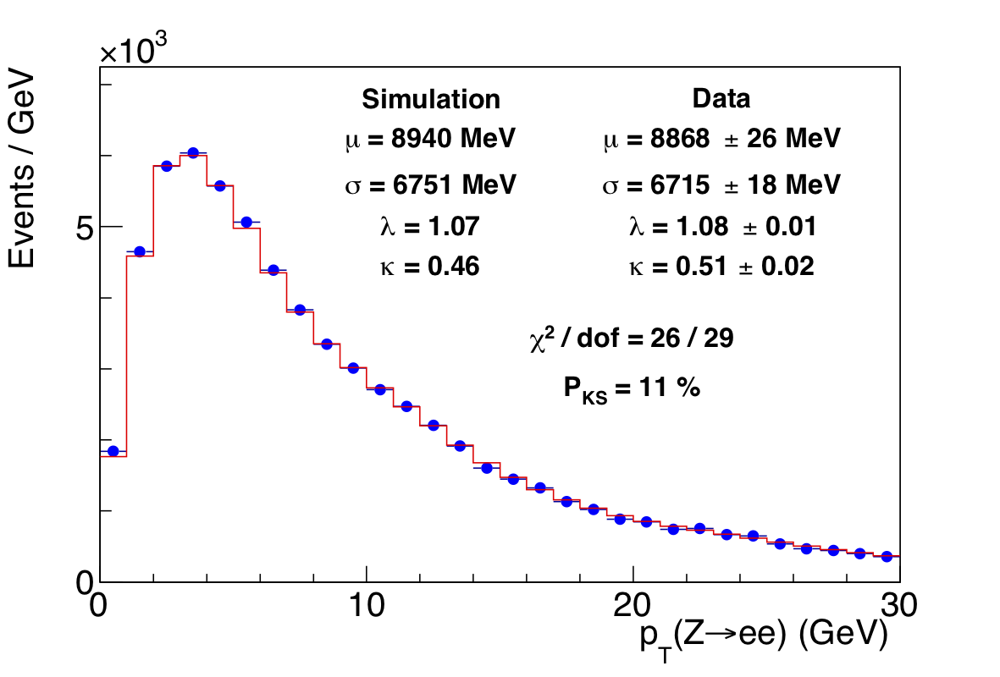 ×10³
Events / GeV
Simulation Data
μ = 8940 MeV μ = 8868 ± 26 MeV
σ = 6751 MeV σ = 6715 ± 18 MeV
λ = 1.07 λ = 1.08 ± 0.01
κ = 0.46 κ = 0.51 ± 0.02
5
χ² / dof = 26 / 29
P_KS = 11 %
0
0 10 20 30
p_T(Z→ee) (GeV)